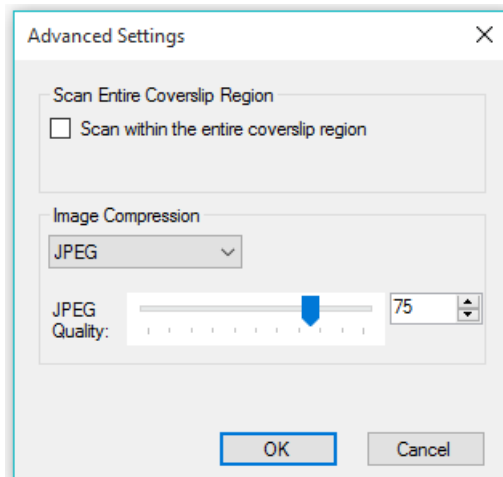 Advanced Settings
Scan Entire Coverslip Region
Scan within the entire coverslip region
Image Compression
JPEG
JPEG
Quality:
75
OK
Cancel